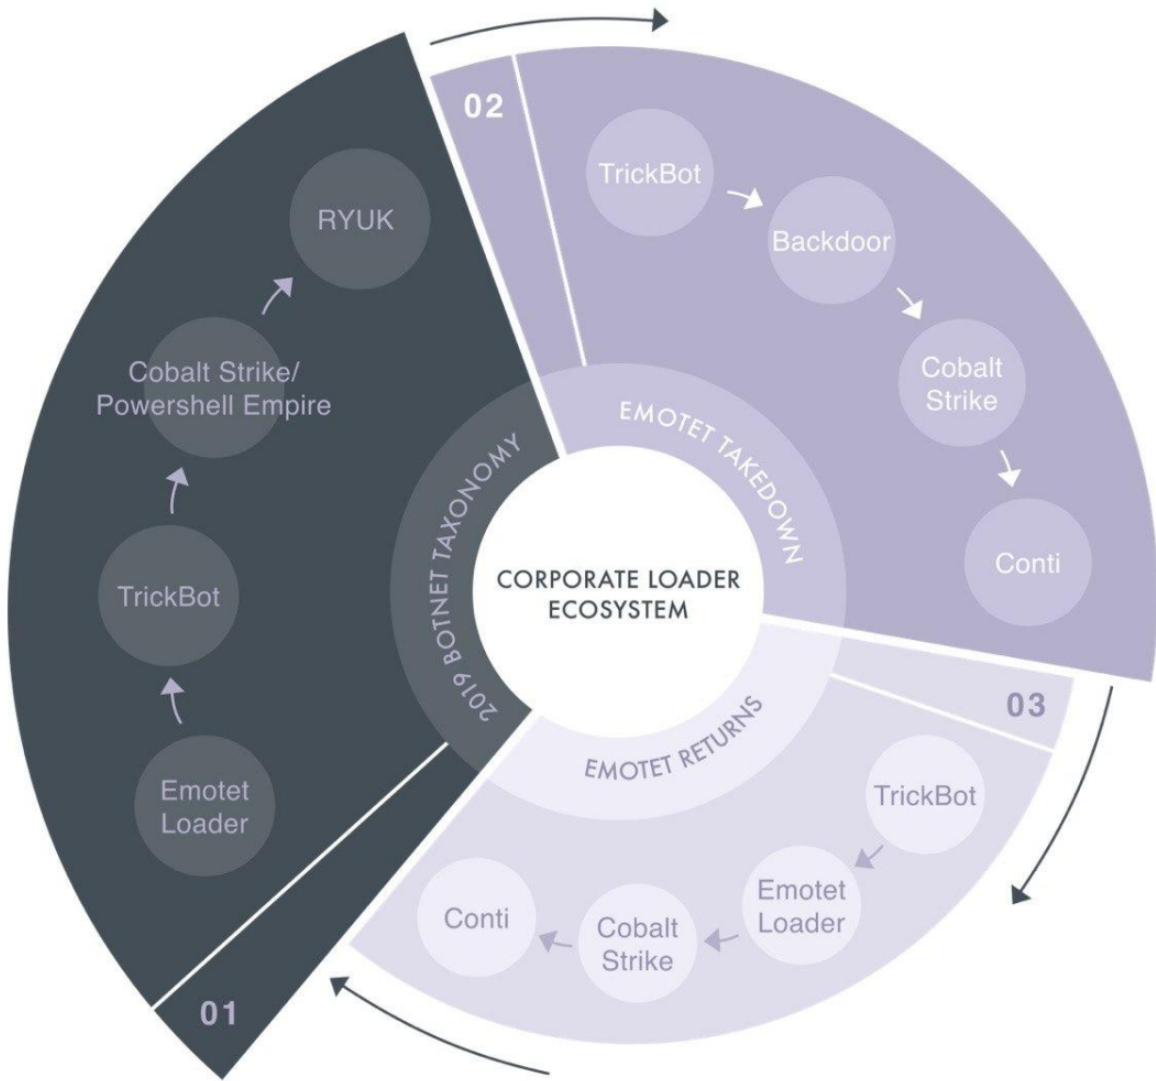 CORPORATE LOADER
ECOSYSTEM
01
2019 BOTNET TAXONOMY
Emotet
Loader
TrickBot
Cobalt Strike/
Powershell Empire
RYUK
02
EMOTET TAKEDOWN
TrickBot
Backdoor
Cobalt
Strike
Conti
03
EMOTET RETURNS
TrickBot
Emotet
Loader
Cobalt
Strike
Conti